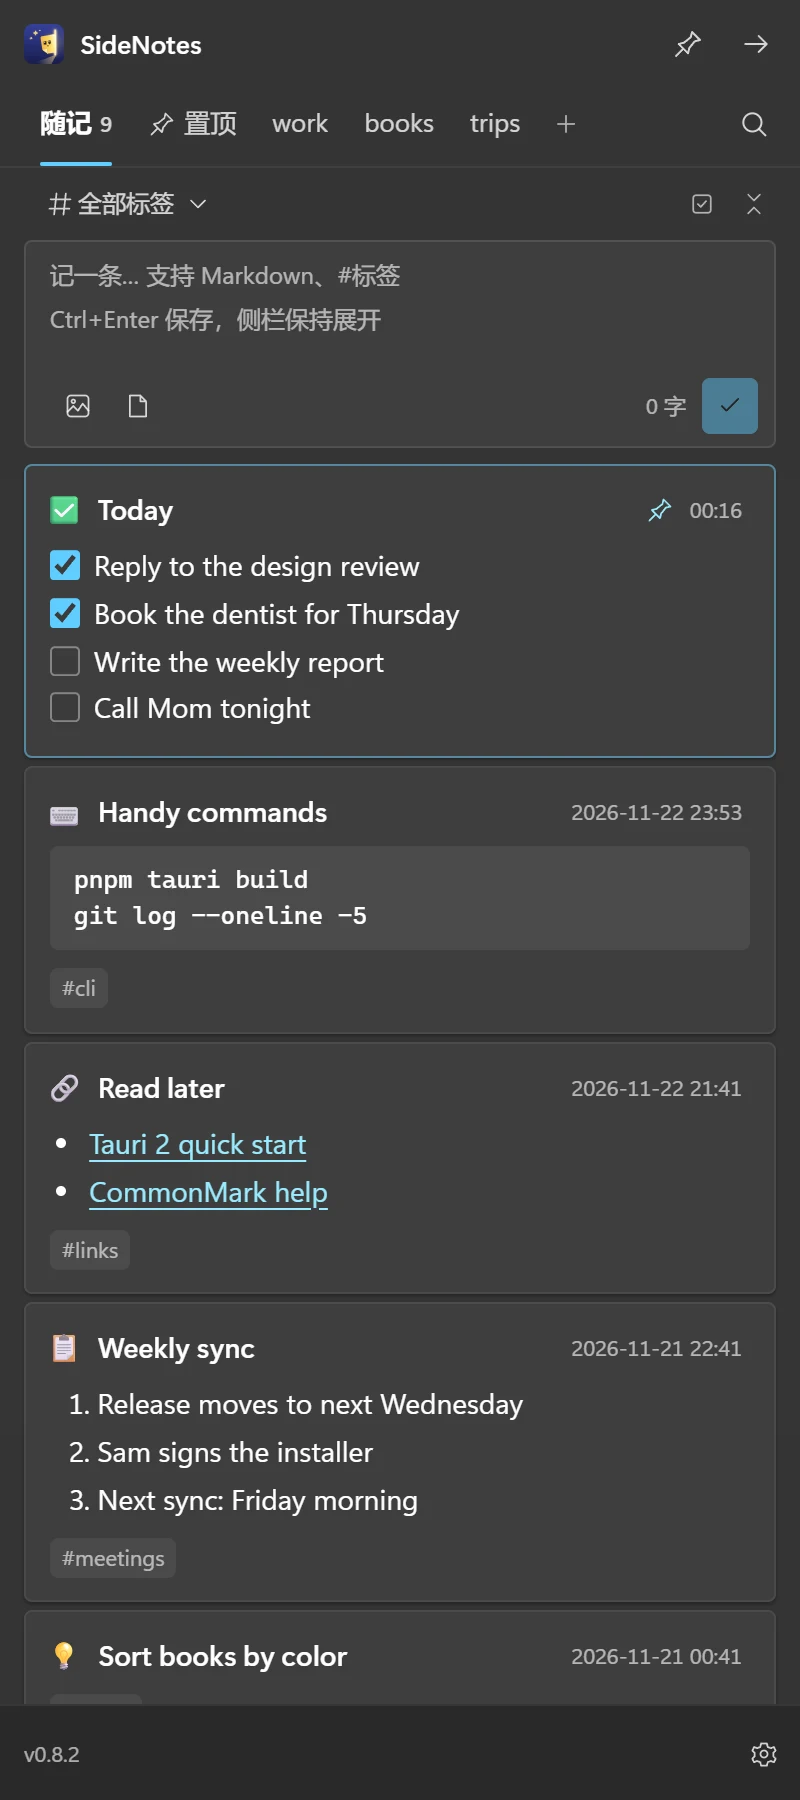 SideNotes
随记 9 置顶 work books trips
# 全部标签
记一条... 支持 Markdown、#标签
Ctrl+Enter 保存，侧栏保持展开
0 字
Today 00:16
Reply to the design review
Book the dentist for Thursday
Write the weekly report
Call Mom tonight
Handy commands 2026-11-22 23:53
pnpm tauri build
git log --oneline -5
#cli
Read later 2026-11-22 21:41
Tauri 2 quick start
CommonMark help
#links
Weekly sync 2026-11-21 22:41
1. Release moves to next Wednesday
2. Sam signs the installer
3. Next sync: Friday morning
#meetings
Sort books by color 2026-11-21 00:41
v0.8.2